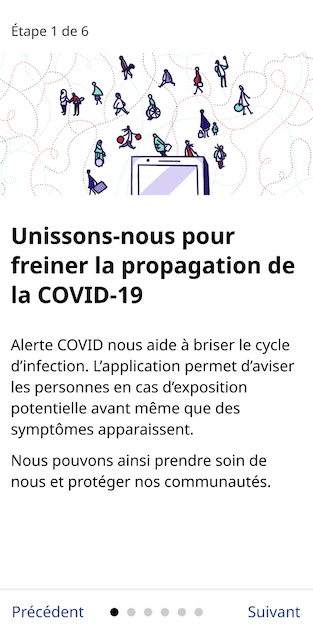 Étape 1 de 6
Unissons-nous pour
freiner la propagation de
la COVID-19
Alerte COVID nous aide à briser le cycle
d’infection. L’application permet d’aviser
les personnes en cas d’exposition
potentielle avant même que des
symptômes apparaissent.
Nous pouvons ainsi prendre soin de
nous et protéger nos communautés.
Précédent
Suivant